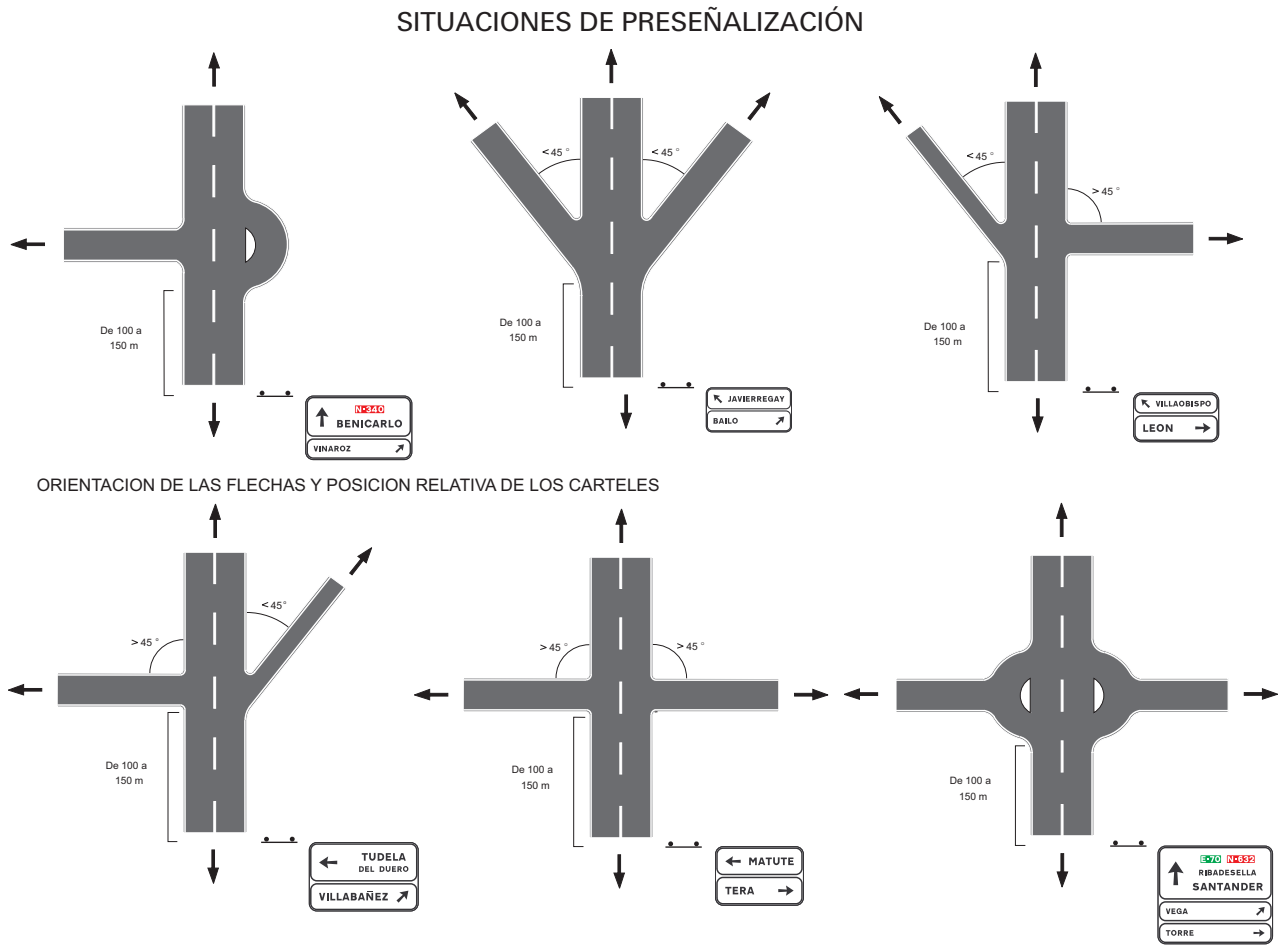 SITUACIONES DE PRESEÑALIZACIÓN
De 100 a
150 m
N-340
BENICARLO
VINAROZ
< 45 °
< 45 °
De 100 a
150 m
JAVIERREGAY
BAILO
< 45 °
> 45 °
De 100 a
150 m
VILLAOBISPO
LEON
ORIENTACION DE LAS FLECHAS Y POSICION RELATIVA DE LOS CARTELES
> 45 °
< 45°
De 100 a
150 m
TUDELA
DEL DUERO
VILLABAÑEZ
> 45 °
> 45 °
De 100 a
150 m
MATUTE
TERA
De 100 a
150 m
E-70 N-632
RIBADESELLA
SANTANDER
VEGA
TORRE